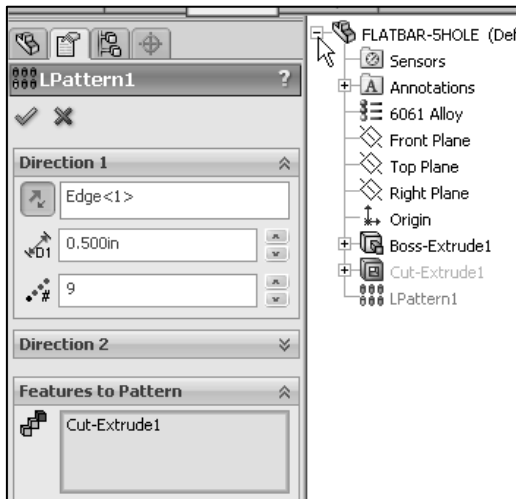 LPattern1 ?
Direction 1
Edge<1>
D1 0.500in
# 9
Direction 2
Features to Pattern
Cut-Extrude1
FLATBAR-5HOLE (Def
Sensors
A Annotations
6061 Alloy
Front Plane
Top Plane
Right Plane
Origin
Boss-Extrude1
Cut-Extrude1
LPattern1